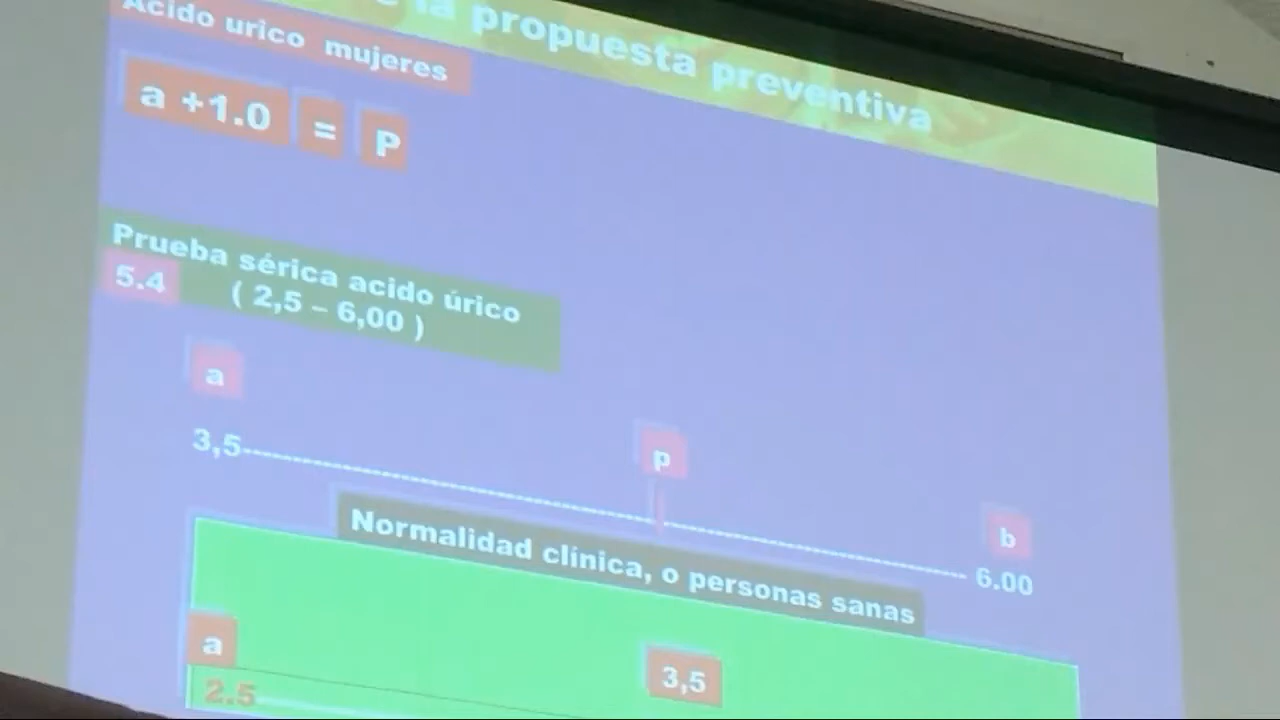 la propuesta preventiva
Acido urico mujeres
a +1.0 = P
Prueba sérica acido úrico
5.4 ( 2,5 – 6,00 )
a
3,5
p
b
6.00
Normalidad clínica, o personas sanas
a
3,5
2.5